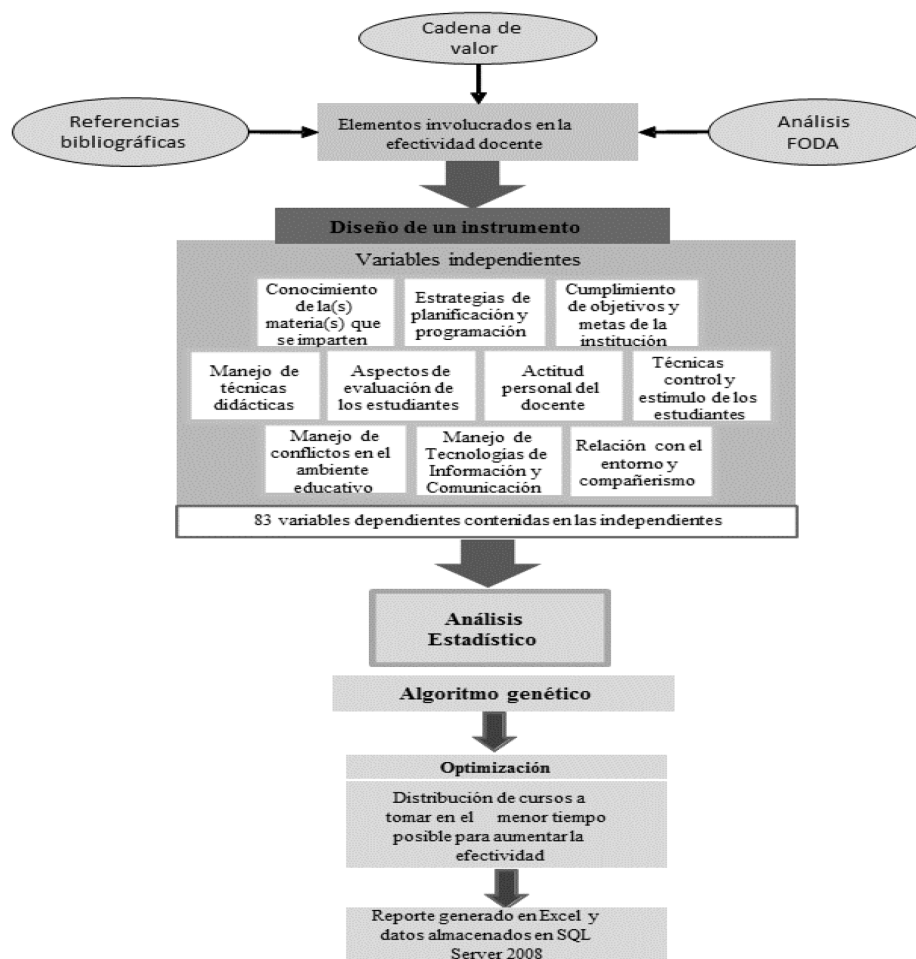 Cadena de
valor
Referencias
bibliográficas
Elementos involucrados en la
efectividad docente
Análisis
FODA
Diseño de un instrumento
Variables independientes
Conocimiento
de la(s)
materia(s) que
se imparten
Estrategias de
planificación y
programación
Cumplimiento
de objetivos y
metas de la
institución
Manejo de
técnicas
didácticas
Aspectos de
evaluación de
los estudiantes
Actitud
personal del
docente
Técnicas
control y
estímulo de los
estudiantes
Manejo de
conflictos en el
ambiente
educativo
Manejo de
Tecnologías de
Información y
Comunicación
Relación con el
entorno y
compañerismo
83 variables dependientes contenidas en las independientes
Análisis
Estadístico
Algoritmo genético
Optimización
Distribución de cursos a
tomar en el menor tiempo
posible para aumentar la
efectividad
Reporte generado en Excel y
datos almacenados en SQL
Server 2008